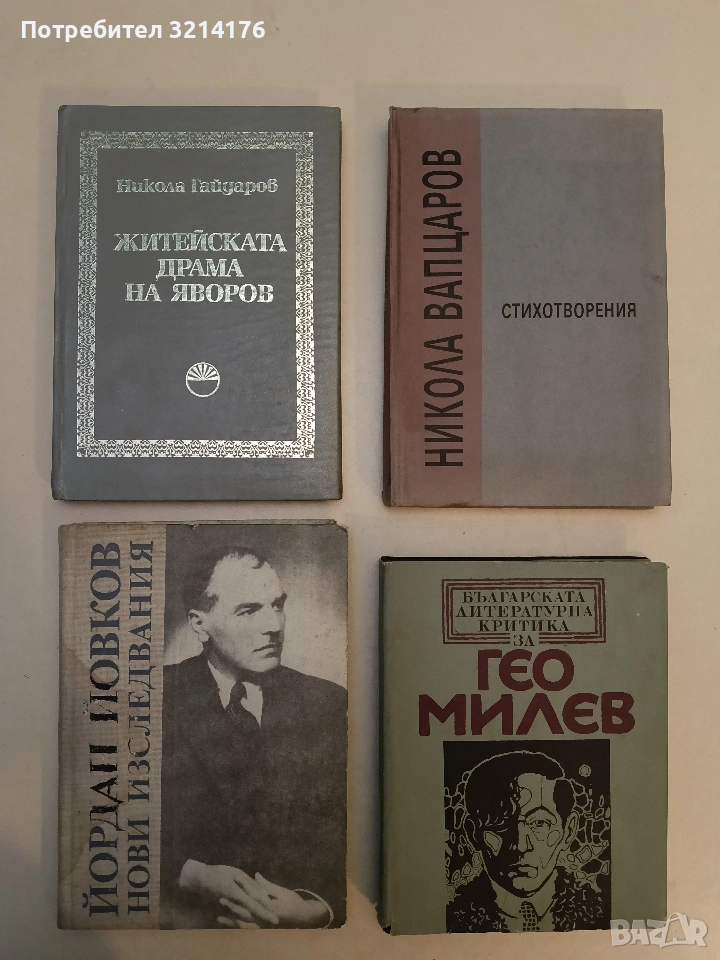 Потребител 3214176
Никола Гайдаров
ЖИТЕЙСКАТА
ДРАМА
НА ЯВОРОВ
НИКОЛА ВАПЦАРОВ
СТИХОТВОРЕНИЯ
ЙОРДАН ЙОВКОВ
НОВИ ИЗСЛЕДВАНИЯ
БЪЛГАРСКАТА
ЛИТЕРАТУРНА
КРИТИКА
ЗА
ГЕО
МИЛЕВ
BAZAR